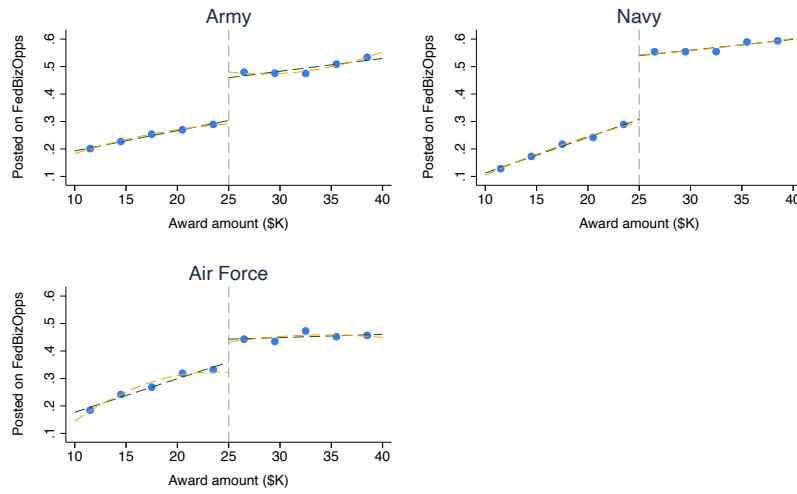 Army
Posted on FedBizOpps
.1 .2 .3 .4 .5 .6
10 15 20 25 30 35 40
Award amount ($K)
Navy
Posted on FedBizOpps
.1 .2 .3 .4 .5 .6
10 15 20 25 30 35 40
Award amount ($K)
Air Force
Posted on FedBizOpps
.1 .2 .3 .4 .5 .6
10 15 20 25 30 35 40
Award amount ($K)